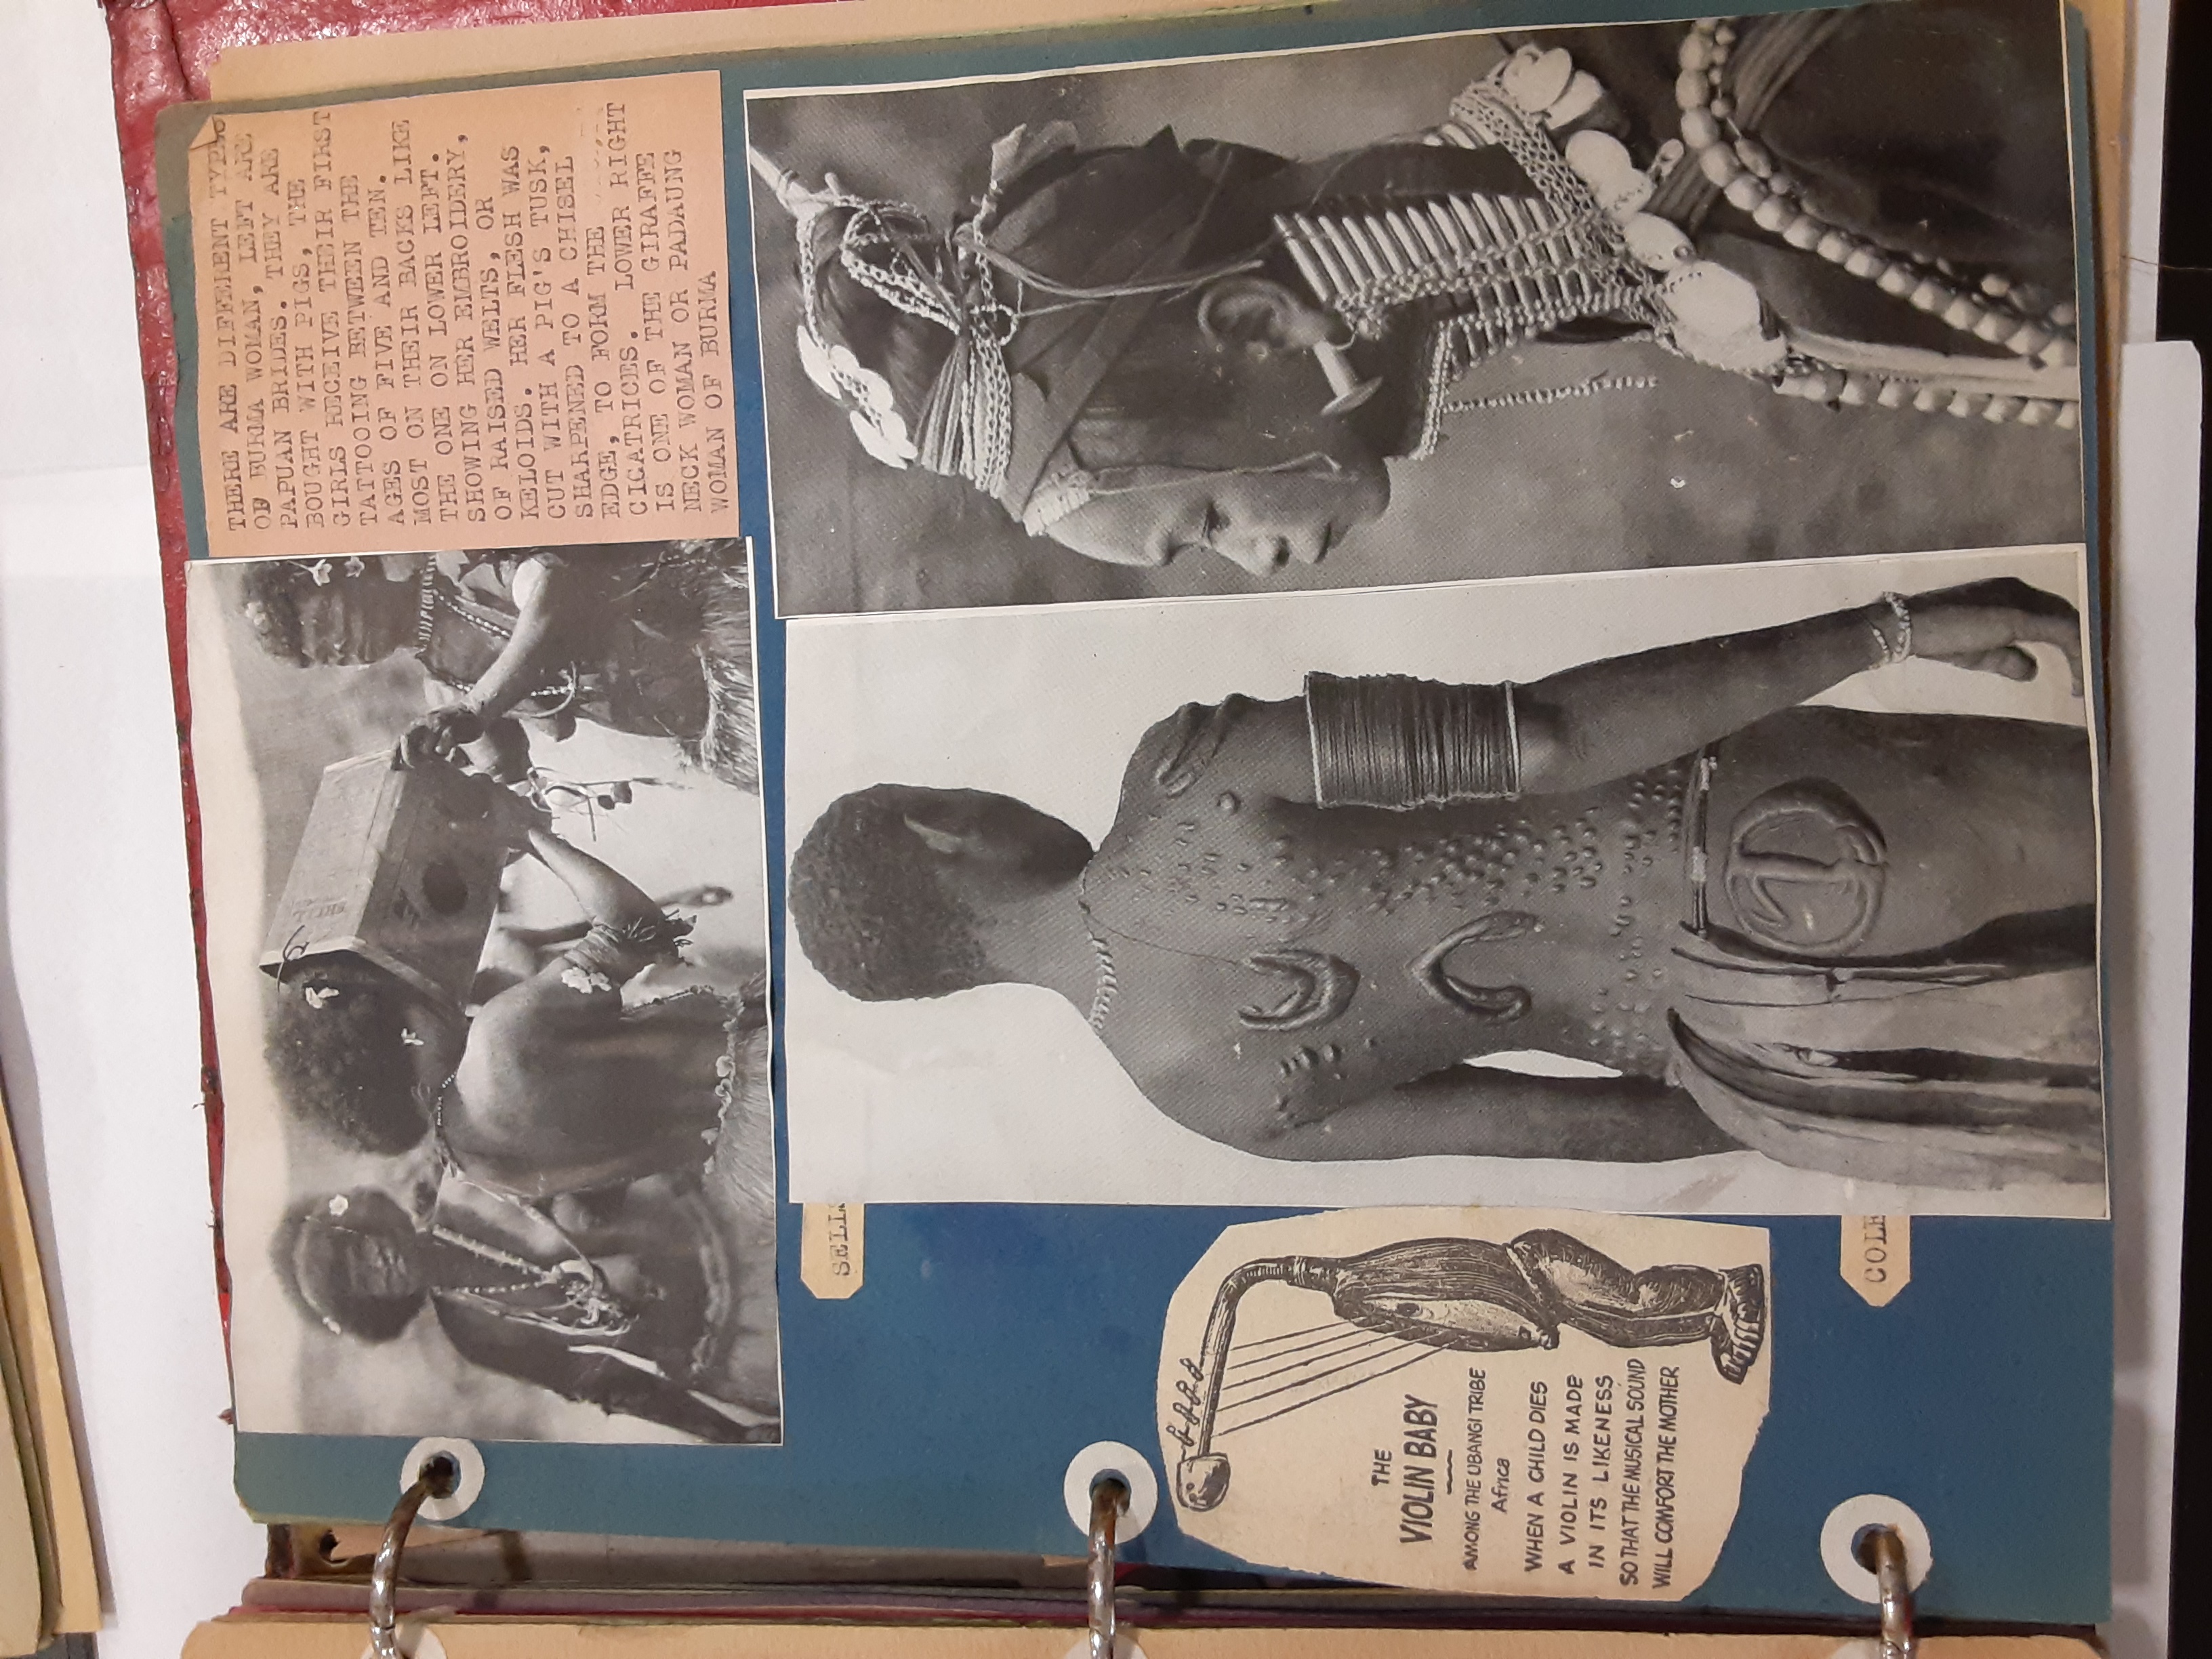 THERE ARE DIFFERENT TYPES
OF BURMA WOMAN, LEFT ARE
PAPUAN BRIDES. THEY ARE
BOUGHT WITH PIGS, THE
GIRLS RECEIVE THEIR FIRST
TATTOOING BETWEEN THE
AGES OF FIVE AND TEN.
MOST ON THEIR BACKS LIKE
THE ONE ON LOWER LEFT.
SHOWING HER EMBROIDERY,
OF RAISED WELTS, OR
KELOIDS. HER FLESH WAS
CUT WITH A PIG'S TUSK,
SHARPENED TO A CHISEL
EDGE, TO FORM THE
CICATRICES. LOWER RIGHT
IS ONE OF THE GIRAFFE
NECK WOMAN OR PADAUNG
WOMAN OF BURMA
SELLS
THE
VIOLIN BABY
AMONG THE UBANGI TRIBE
Africa
WHEN A CHILD DIES
A VIOLIN IS MADE
IN ITS LIKENESS
SO THAT THE MUSICAL SOUND
WILL COMFORT THE MOTHER
COLE